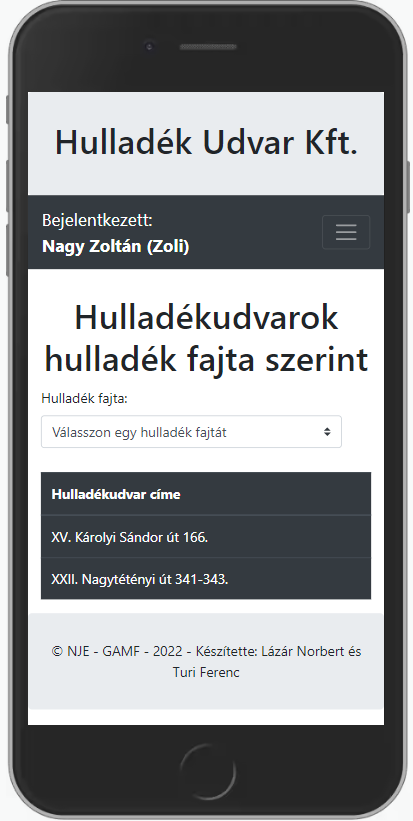 Hulladék Udvar Kft.
Bejelentkezett:
Nagy Zoltán (Zoli)
Hulladékudvarok
hulladék fajta szerint
Hulladék fajta:
Válasszon egy hulladék fajtát
Hulladékudvar címe
XV. Károlyi Sándor út 166.
XXII. Nagytétényi út 341-343.
© NJE - GAMF - 2022 - Készítette: Lázár Norbert és
Turi Ferenc